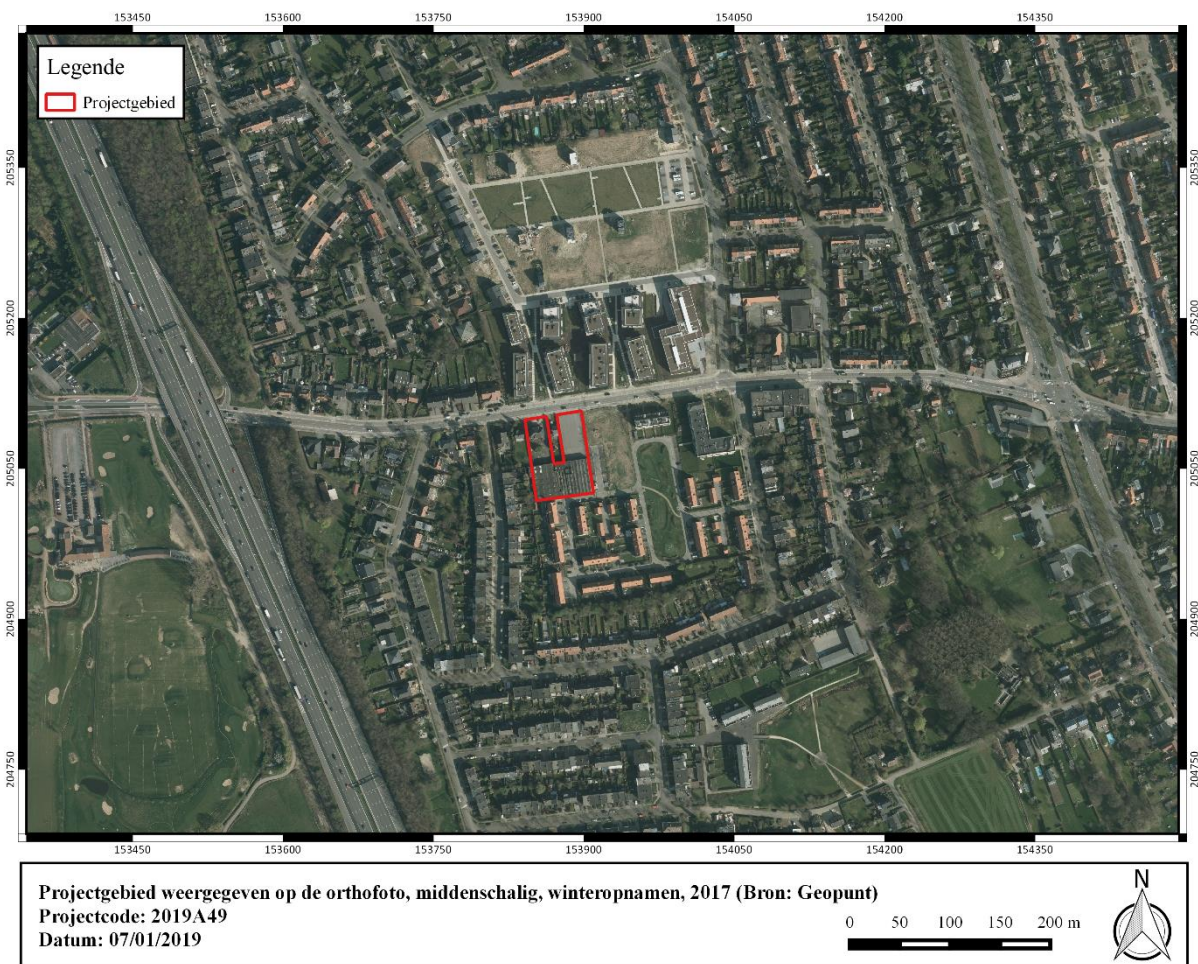 153450 153600 153750 153900 154050 154200 154350
Legende
Projectgebied
205350 205350
205200 205200
205050 205050
204900 204900
204750 204750
153450 153600 153750 153900 154050 154200 154350
Projectgebied weergegeven op de orthofoto, middenschalig, winteropnamen, 2017 (Bron: Geopunt)
Projectcode: 2019A49
Datum: 07/01/2019
0 50 100 150 200 m
N